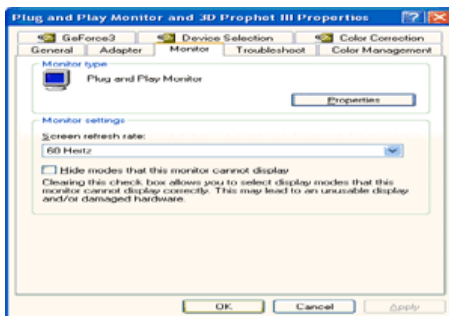 Plug and Play Monitor and 3D Prophet III Properties
GeForce3 Device Selection Color Correction
General Adapter Monitor Troubleshoot Color Management
Monitor type
Plug and Play Monitor
Properties
Monitor settings
Screen refresh rate:
60 Hertz
Hide modes that this monitor cannot display
Clearing this check box allows you to select display modes that this
monitor cannot display correctly. This may lead to an unusable display
and/or damaged hardware.
OK Cancel Apply